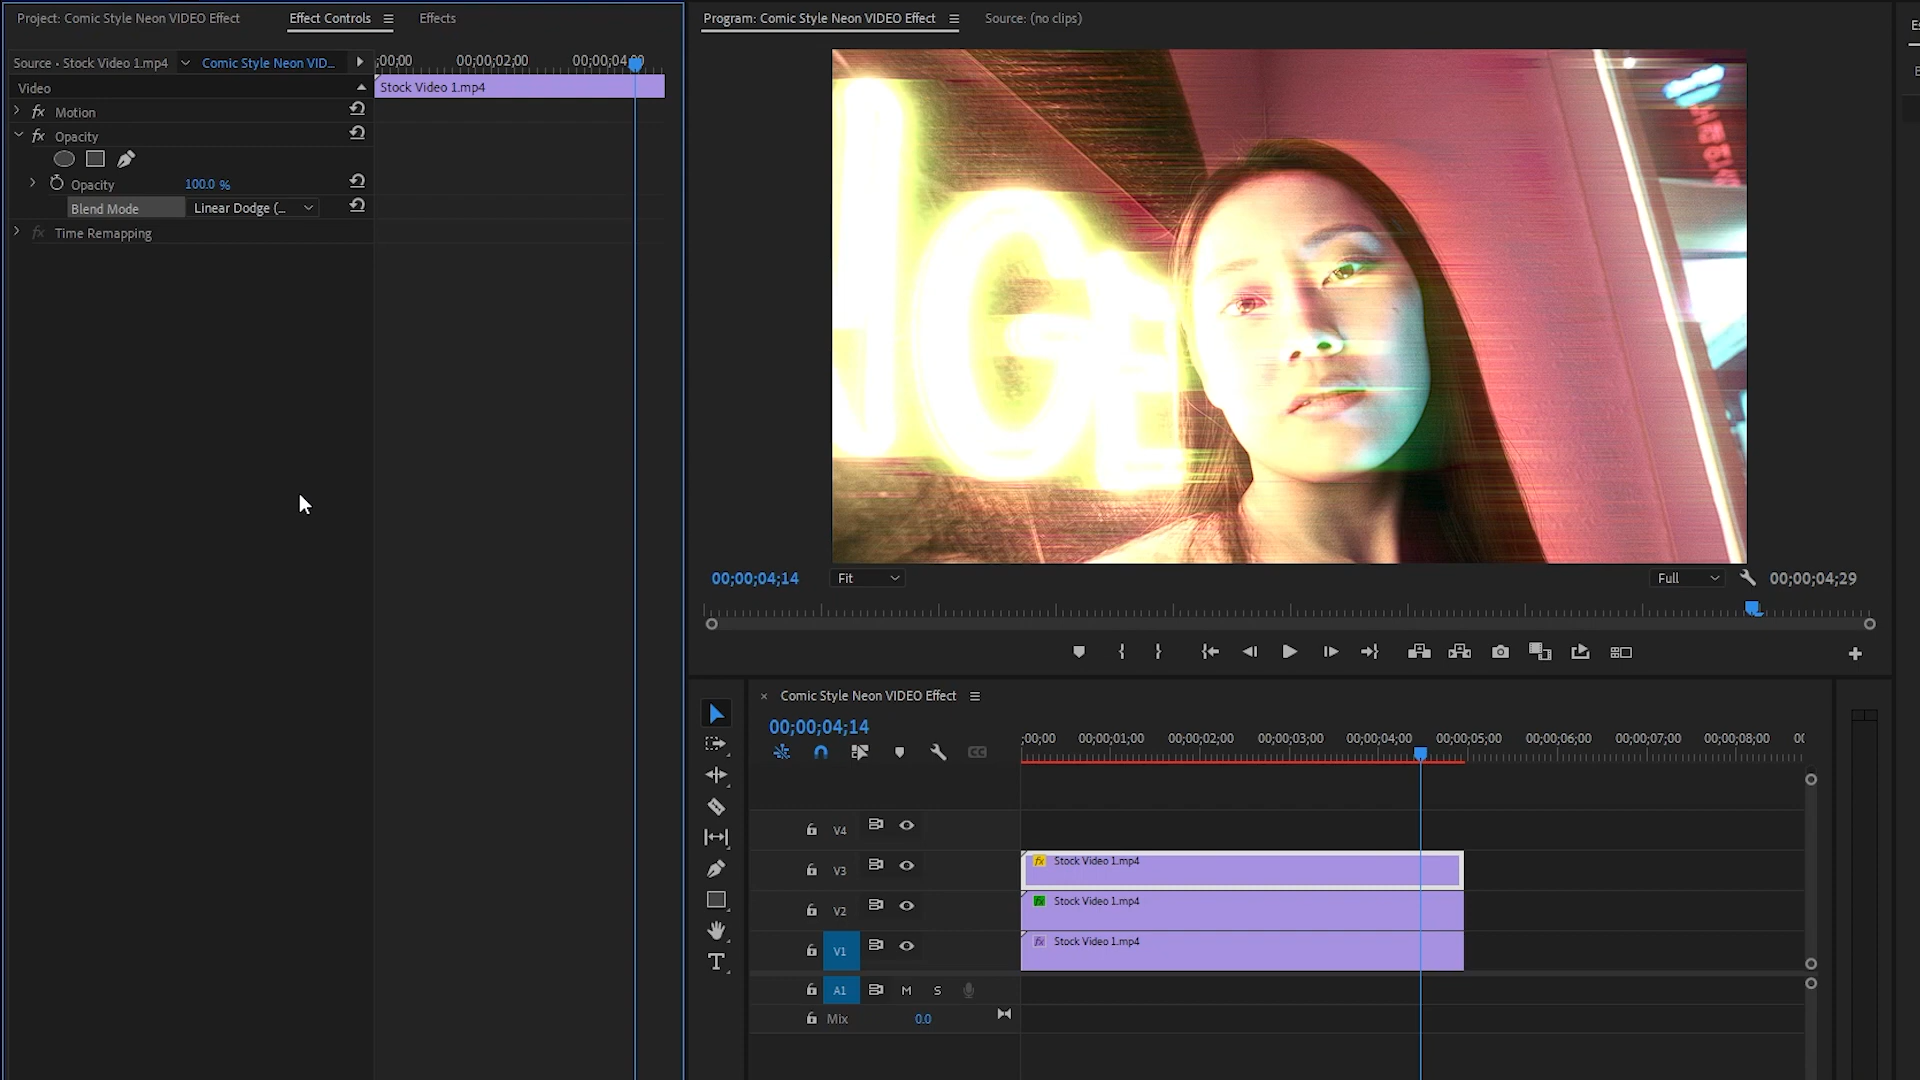 Project: Comic Style Neon VIDEO Effect
Effect Controls
Effects
Source • Stock Video 1.mp4
Comic Style Neon VID...
;00;00
00;00;02;00
00;00;04;00
Video
Stock Video 1.mp4
fx Motion
fx Opacity
Opacity
100.0 %
Blend Mode
Linear Dodge (...
fx Time Remapping
Program: Comic Style Neon VIDEO Effect
Source: (no clips)
00;00;04;14
Fit
Full
00;00;04;29
× Comic Style Neon VIDEO Effect
00;00;04;14
CC
;00;00
00;00;01;00
00;00;02;00
00;00;03;00
00;00;04;00
00;00;05;00
00;00;06;00
00;00;07;00
00;00;08;00
V4
V3
fx Stock Video 1.mp4
V2
fx Stock Video 1.mp4
V1
fx Stock Video 1.mp4
A1
M
S
Mix
0.0